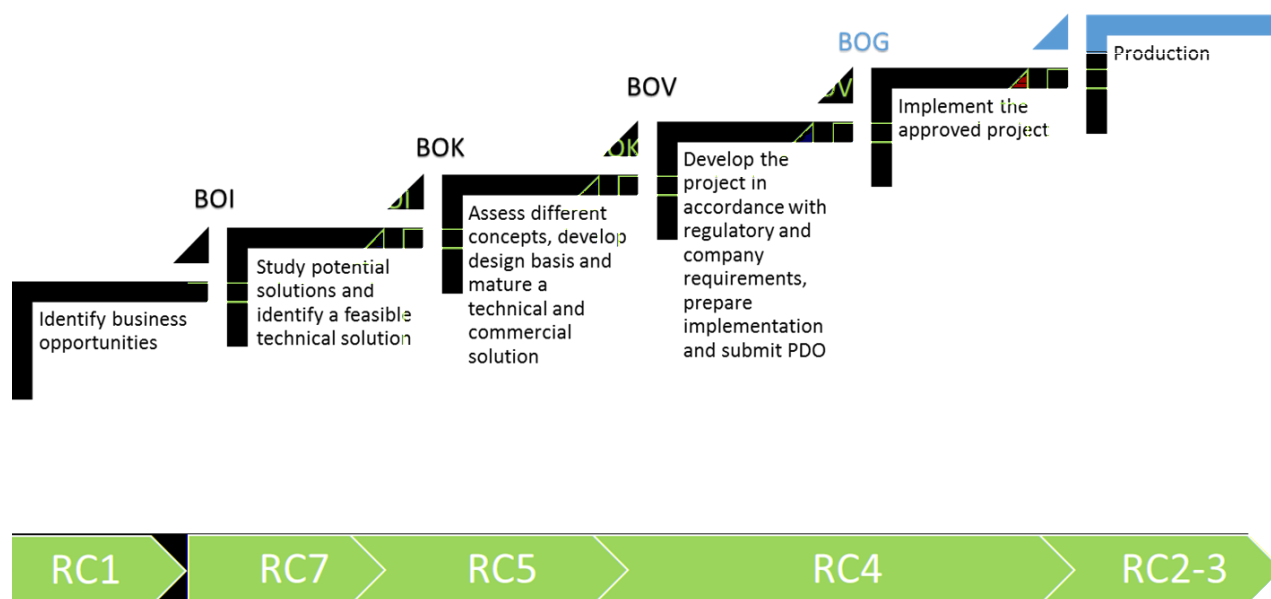 BOI
BOK
BOV
BOG
Identify business
opportunities
Study potential
solutions and
identify a feasible
technical solution
Assess different
concepts, develop
design basis and
mature a
technical and
commercial
solution
Develop the
project in
accordance with
regulatory and
company
requirements,
prepare
implementation
and submit PDO
Implement the
approved project
Production
RC1
RC7
RC5
RC4
RC2-3